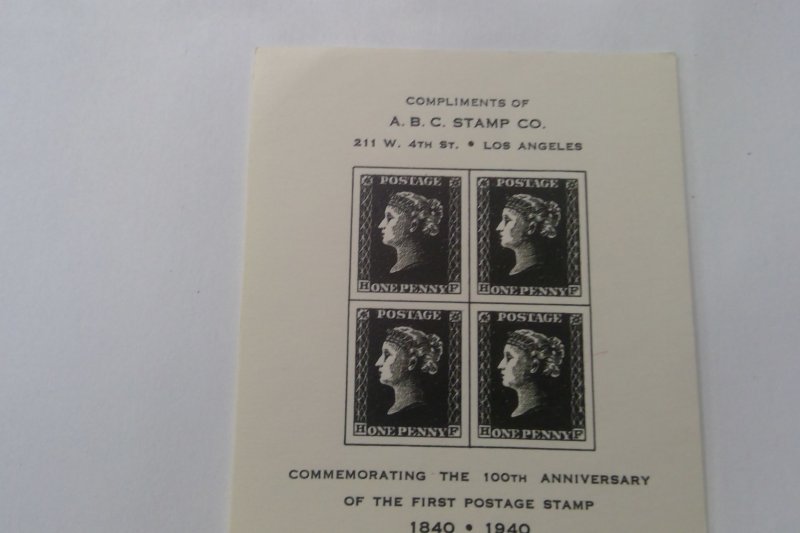 COMPLIMENTS OF
A. B. C. STAMP CO.
211 W. 4TH ST. • LOS ANGELES
POSTAGE POSTAGE
H ONE PENNY F H ONE PENNY F
POSTAGE POSTAGE
H ONE PENNY F H ONE PENNY F
COMMEMORATING THE 100TH ANNIVERSARY
OF THE FIRST POSTAGE STAMP
1840 • 1940